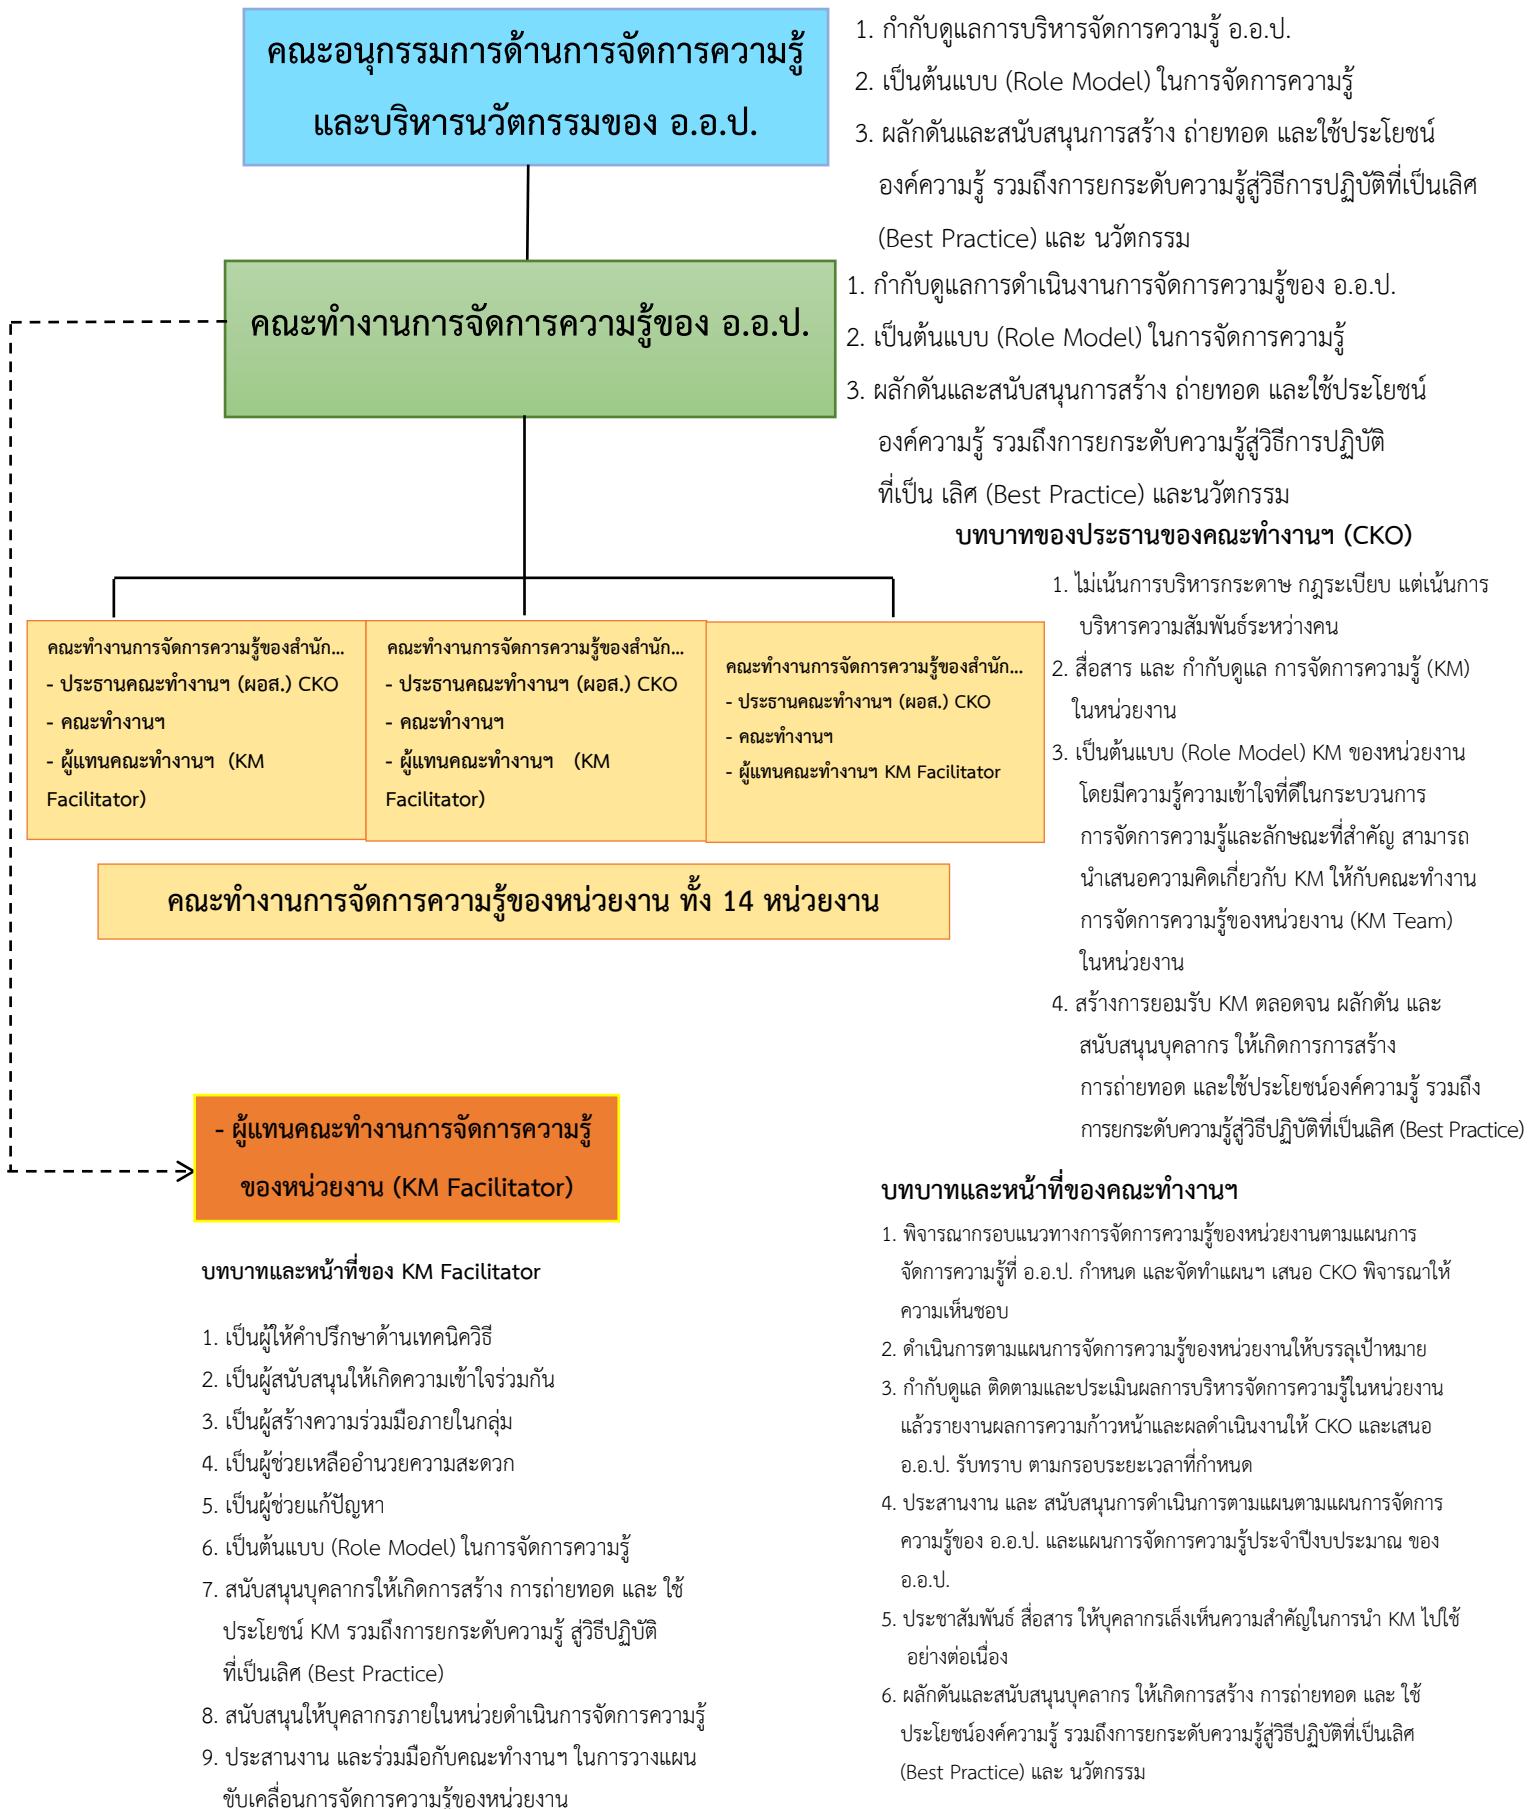 คณะอนุกรรมการด้านการจัดการความรู้
และบริหารนวัตกรรมของ อ.อ.ป.
1. กำกับดูแลการบริหารจัดการความรู้ อ.อ.ป.
2. เป็นต้นแบบ (Role Model) ในการจัดการความรู้
3. ผลักดันและสนับสนุนการสร้าง ถ่ายทอด และใช้ประโยชน์
องค์ความรู้ รวมถึงการยกระดับความรู้สู่วิธีการปฏิบัติที่เป็นเลิศ
(Best Practice) และ นวัตกรรม
คณะทำงานการจัดการความรู้ของ อ.อ.ป.
1. กำกับดูแลการดำเนินงานการจัดการความรู้ของ อ.อ.ป.
2. เป็นต้นแบบ (Role Model) ในการจัดการความรู้
3. ผลักดันและสนับสนุนการสร้าง ถ่ายทอด และใช้ประโยชน์
องค์ความรู้ รวมถึงการยกระดับความรู้สู่วิธีการปฏิบัติ
ที่เป็น เลิศ (Best Practice) และนวัตกรรม
คณะทำงานการจัดการความรู้ของสำนัก...
- ประธานคณะทำงานฯ (ผอส.) CKO
- คณะทำงานฯ
- ผู้แทนคณะทำงานฯ (KM
Facilitator)
คณะทำงานการจัดการความรู้ของสำนัก...
- ประธานคณะทำงานฯ (ผอส.) CKO
- คณะทำงานฯ
- ผู้แทนคณะทำงานฯ (KM
Facilitator)
คณะทำงานการจัดการความรู้ของสำนัก...
- ประธานคณะทำงานฯ (ผอส.) CKO
- คณะทำงานฯ
- ผู้แทนคณะทำงานฯ KM Facilitator
คณะทำงานการจัดการความรู้ของหน่วยงาน ทั้ง 14 หน่วยงาน
บทบาทของประธานของคณะทำงานฯ (CKO)
1. ไม่เน้นการบริหารกระดาษ กฎระเบียบ แต่เน้นการ
บริหารความสัมพันธ์ระหว่างคน
2. สื่อสาร และ กำกับดูแล การจัดการความรู้ (KM)
ในหน่วยงาน
3. เป็นต้นแบบ (Role Model) KM ของหน่วยงาน
โดยมีความรู้ความเข้าใจที่ดีในกระบวนการ
การจัดการความรู้และลักษณะที่สำคัญ สามารถ
นำเสนอความคิดเกี่ยวกับ KM ให้กับคณะทำงาน
การจัดการความรู้ของหน่วยงาน (KM Team)
ในหน่วยงาน
4. สร้างการยอมรับ KM ตลอดจน ผลักดัน และ
สนับสนุนบุคลากร ให้เกิดการการสร้าง
การถ่ายทอด และใช้ประโยชน์องค์ความรู้ รวมถึง
การยกระดับความรู้สู่วิธีปฏิบัติที่เป็นเลิศ (Best Practice)
- ผู้แทนคณะทำงานการจัดการความรู้
ของหน่วยงาน (KM Facilitator)
บทบาทและหน้าที่ของ KM Facilitator
1. เป็นผู้ให้คำปรึกษาด้านเทคนิควิธี
2. เป็นผู้สนับสนุนให้เกิดความเข้าใจร่วมกัน
3. เป็นผู้สร้างความร่วมมือภายในกลุ่ม
4. เป็นผู้ช่วยเหลืออำนวยความสะดวก
5. เป็นผู้ช่วยแก้ปัญหา
6. เป็นต้นแบบ (Role Model) ในการจัดการความรู้
7. สนับสนุนบุคลากรให้เกิดการสร้าง การถ่ายทอด และ ใช้
ประโยชน์ KM รวมถึงการยกระดับความรู้ สู่วิธีปฏิบัติ
ที่เป็นเลิศ (Best Practice)
8. สนับสนุนให้บุคลากรภายในหน่วยดำเนินการจัดการความรู้
9. ประสานงาน และร่วมมือกับคณะทำงานฯ ในการวางแผน
ขับเคลื่อนการจัดการความรู้ของหน่วยงาน
บทบาทและหน้าที่ของคณะทำงานฯ
1. พิจารณากรอบแนวทางการจัดการความรู้ของหน่วยงานตามแผนการ
จัดการความรู้ที่ อ.อ.ป. กำหนด และจัดทำแผนฯ เสนอ CKO พิจารณาให้
ความเห็นชอบ
2. ดำเนินการตามแผนการจัดการความรู้ของหน่วยงานให้บรรลุเป้าหมาย
3. กำกับดูแล ติดตามและประเมินผลการบริหารจัดการความรู้ในหน่วยงาน
แล้วรายงานผลการความก้าวหน้าและผลดำเนินงานให้ CKO และเสนอ
อ.อ.ป. รับทราบ ตามกรอบระยะเวลาที่กำหนด
4. ประสานงาน และ สนับสนุนการดำเนินการตามแผนตามแผนการจัดการ
ความรู้ของ อ.อ.ป. และแผนการจัดการความรู้ประจำปีงบประมาณ ของ
อ.อ.ป.
5. ประชาสัมพันธ์ สื่อสาร ให้บุคลากรเล็งเห็นความสำคัญในการนำ KM ไปใช้
อย่างต่อเนื่อง
6. ผลักดันและสนับสนุนบุคลากร ให้เกิดการสร้าง การถ่ายทอด และ ใช้
ประโยชน์องค์ความรู้ รวมถึงการยกระดับความรู้สู่วิธีปฏิบัติที่เป็นเลิศ
(Best Practice) และ นวัตกรรม